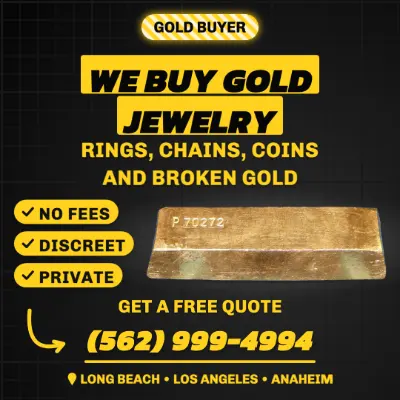 GOLD BUYER
WE BUY GOLD
JEWELRY
RINGS, CHAINS, COINS
AND BROKEN GOLD
NO FEES
DISCREET
PRIVATE
P 70272
GET A FREE QUOTE
(562) 999-4994
LONG BEACH • LOS ANGELES • ANAHEIM